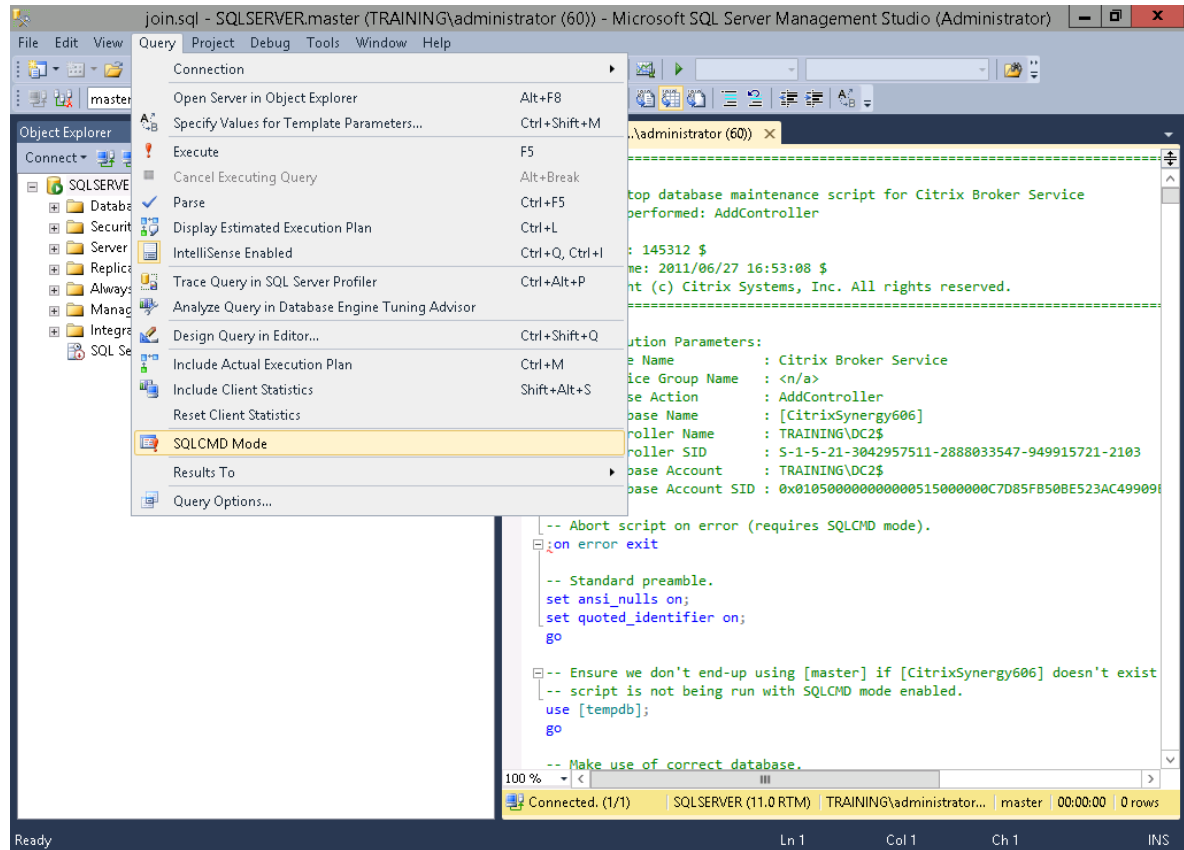 join.sql - SQLSERVER.master (TRAINING\administrator (60)) - Microsoft SQL Server Management Studio (Administrator)
File Edit View Query Project Debug Tools Window Help
master
Connection
Open Server in Object Explorer Alt+F8
Specify Values for Template Parameters... Ctrl+Shift+M
Execute F5
Cancel Executing Query Alt+Break
Parse Ctrl+F5
Display Estimated Execution Plan Ctrl+L
IntelliSense Enabled Ctrl+Q, Ctrl+I
Trace Query in SQL Server Profiler Ctrl+Alt+P
Analyze Query in Database Engine Tuning Advisor
Design Query in Editor... Ctrl+Shift+Q
Include Actual Execution Plan Ctrl+M
Include Client Statistics Shift+Alt+S
Reset Client Statistics
SQLCMD Mode
Results To
Query Options...
Object Explorer
Connect
SQLSERVE
Databa
Securit
Server
Replica
Always
Manag
Integra
SQL Se
..\administrator (60))
top database maintenance script for Citrix Broker Service
performed: AddController
: 145312 $
me: 2011/06/27 16:53:08 $
ht (c) Citrix Systems, Inc. All rights reserved.
ution Parameters:
e Name : Citrix Broker Service
ice Group Name : <n/a>
se Action : AddController
base Name : [CitrixSynergy606]
roller Name : TRAINING\DC2$
roller SID : S-1-5-21-3042957511-2888033547-949915721-2103
base Account : TRAINING\DC2$
base Account SID : 0x010500000000000515000000C7D85FB50BE523AC49909
-- Abort script on error (requires SQLCMD mode).
:on error exit
-- Standard preamble.
set ansi_nulls on;
set quoted_identifier on;
go
-- Ensure we don't end-up using [master] if [CitrixSynergy606] doesn't exist
-- script is not being run with SQLCMD mode enabled.
use [tempdb];
go
-- Make use of correct database.
100 %
Connected. (1/1) SQLSERVER (11.0 RTM) TRAINING\administrator... master 00:00:00 0 rows
Ready Ln 1 Col 1 Ch 1 INS